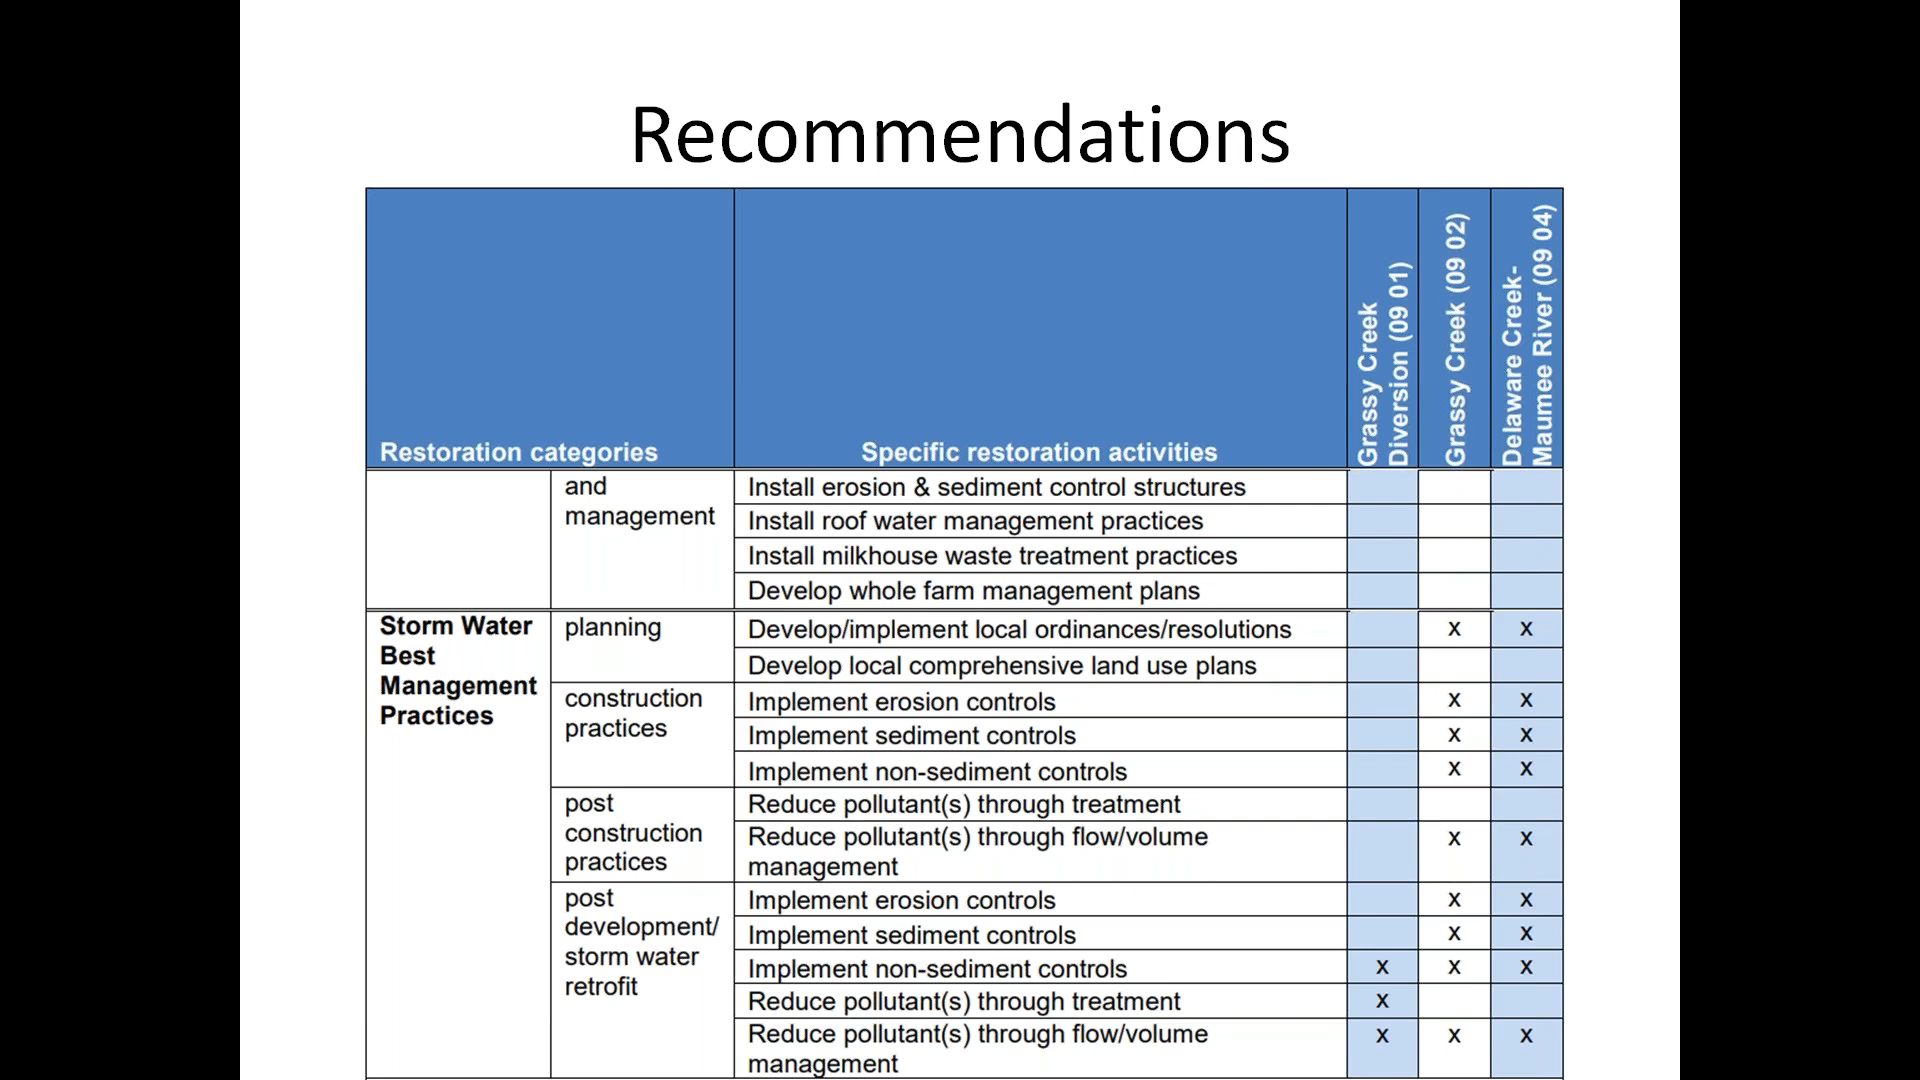 Recommendations
Restoration categories
Specific restoration activities
Grassy Creek
Diversion (09 01)
Grassy Creek (09 02)
Delaware Creek-
Maumee River (09 04)
and
management
Install erosion & sediment control structures
Install roof water management practices
Install milkhouse waste treatment practices
Develop whole farm management plans
Storm Water
Best
Management
Practices
planning
Develop/implement local ordinances/resolutions x x
Develop local comprehensive land use plans
construction
practices
Implement erosion controls x x
Implement sediment controls x x
Implement non-sediment controls x x
post
construction
practices
Reduce pollutant(s) through treatment
Reduce pollutant(s) through flow/volume x x
management
post
development/
storm water
retrofit
Implement erosion controls x x
Implement sediment controls x x
Implement non-sediment controls x x x
Reduce pollutant(s) through treatment x
Reduce pollutant(s) through flow/volume x x x
management